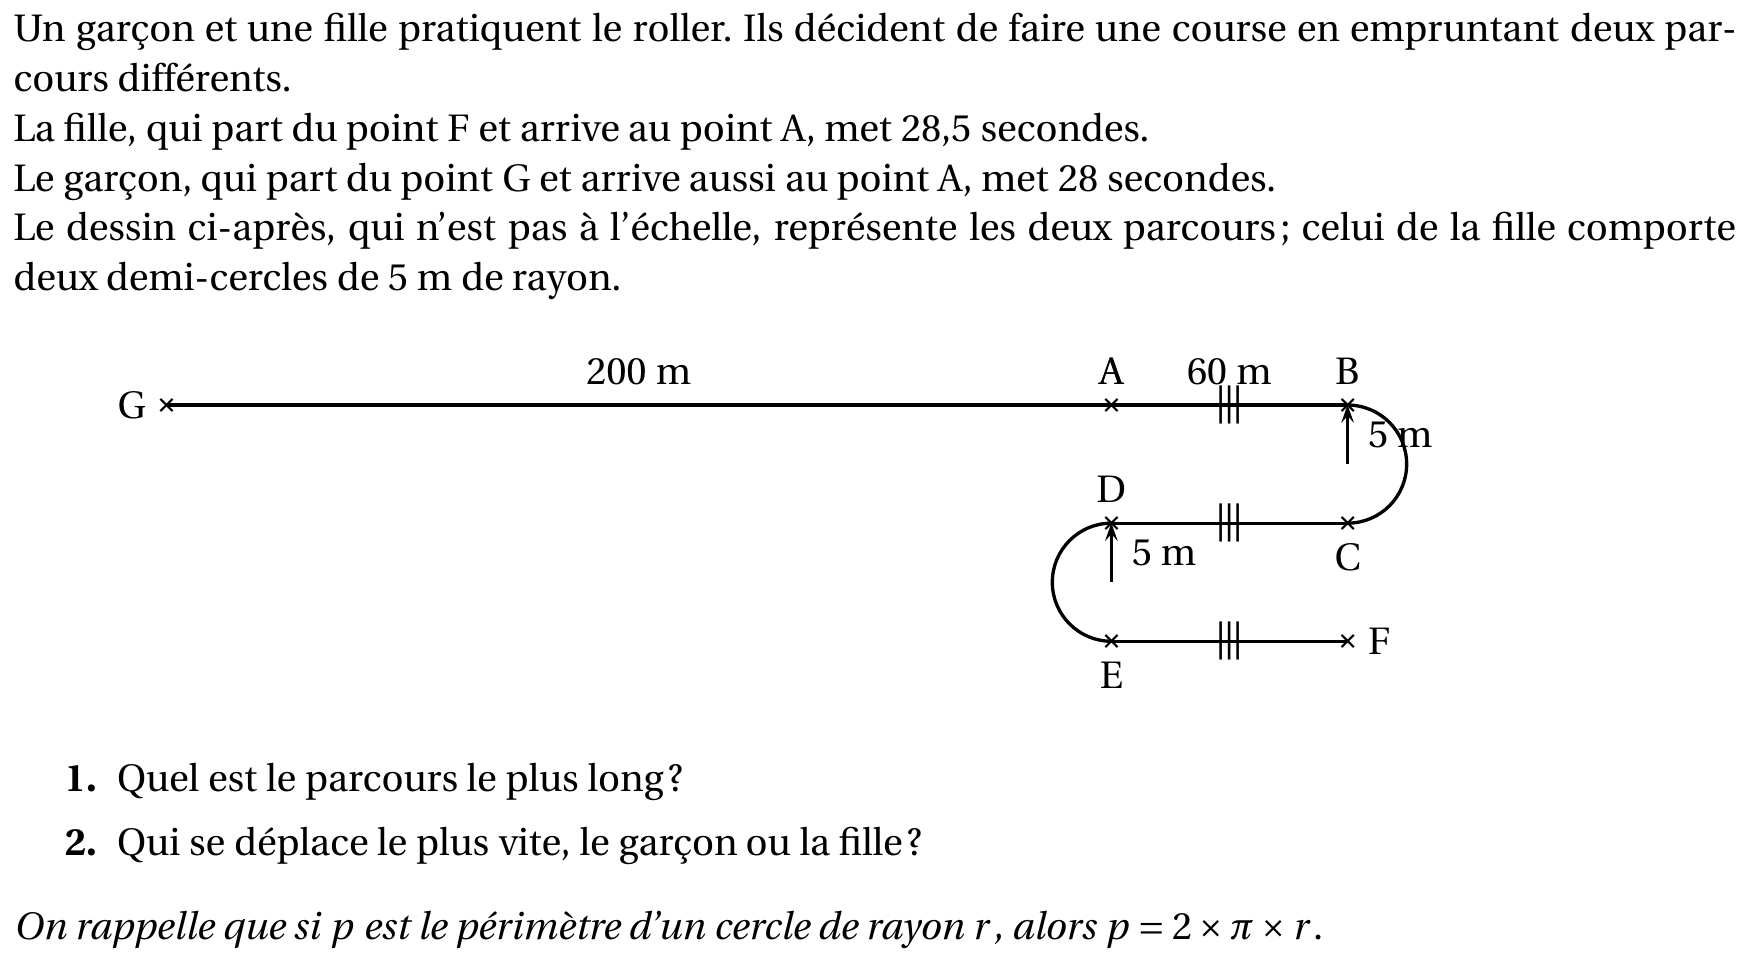 Un garçon et une fille pratiquent le roller. Ils décident de faire une course en empruntant deux par-
cours différents.
La fille, qui part du point F et arrive au point A, met 28,5 secondes.
Le garçon, qui part du point G et arrive aussi au point A, met 28 secondes.
Le dessin ci-après, qui n'est pas à l'échelle, représente les deux parcours; celui de la fille comporte
deux demi-cercles de 5 m de rayon.
200 m A 60 m B
G
5 m
D
5 m C
F
E
1. Quel est le parcours le plus long?
2. Qui se déplace le plus vite, le garçon ou la fille?
On rappelle que si p est le périmètre d'un cercle de rayon r, alors p = 2 × π × r.